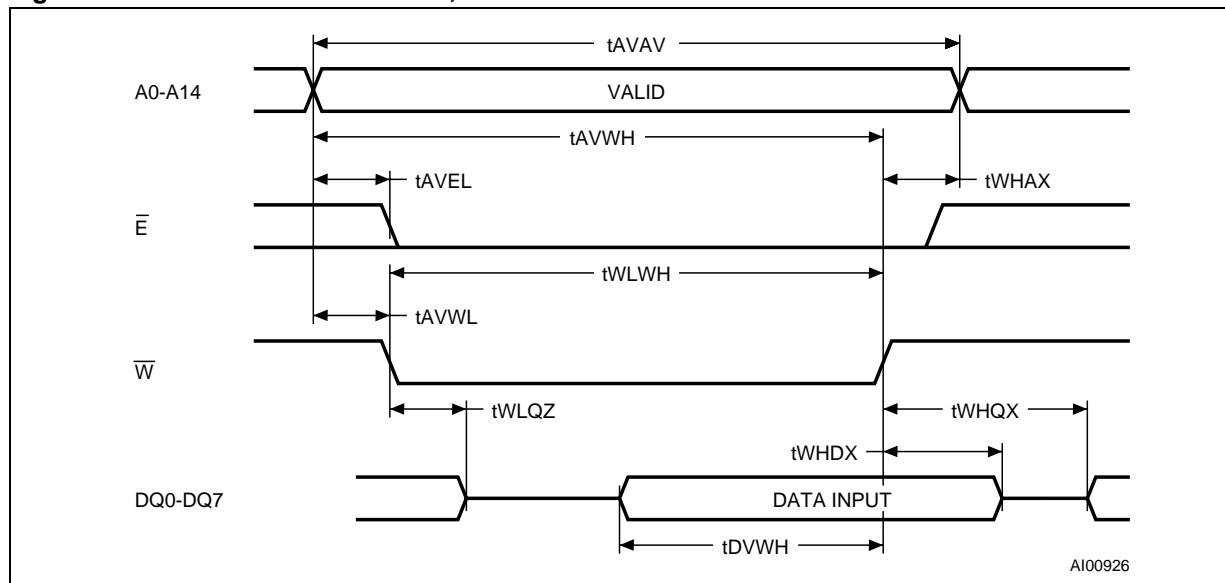 tAVAV
A0-A14
VALID
tAVWH
tAVEL
tWHAX
E̅
tWLWH
tAVWL
W̅
tWLQZ
tWHQX
tWHDX
DQ0-DQ7
DATA INPUT
tDVWH
AI00926